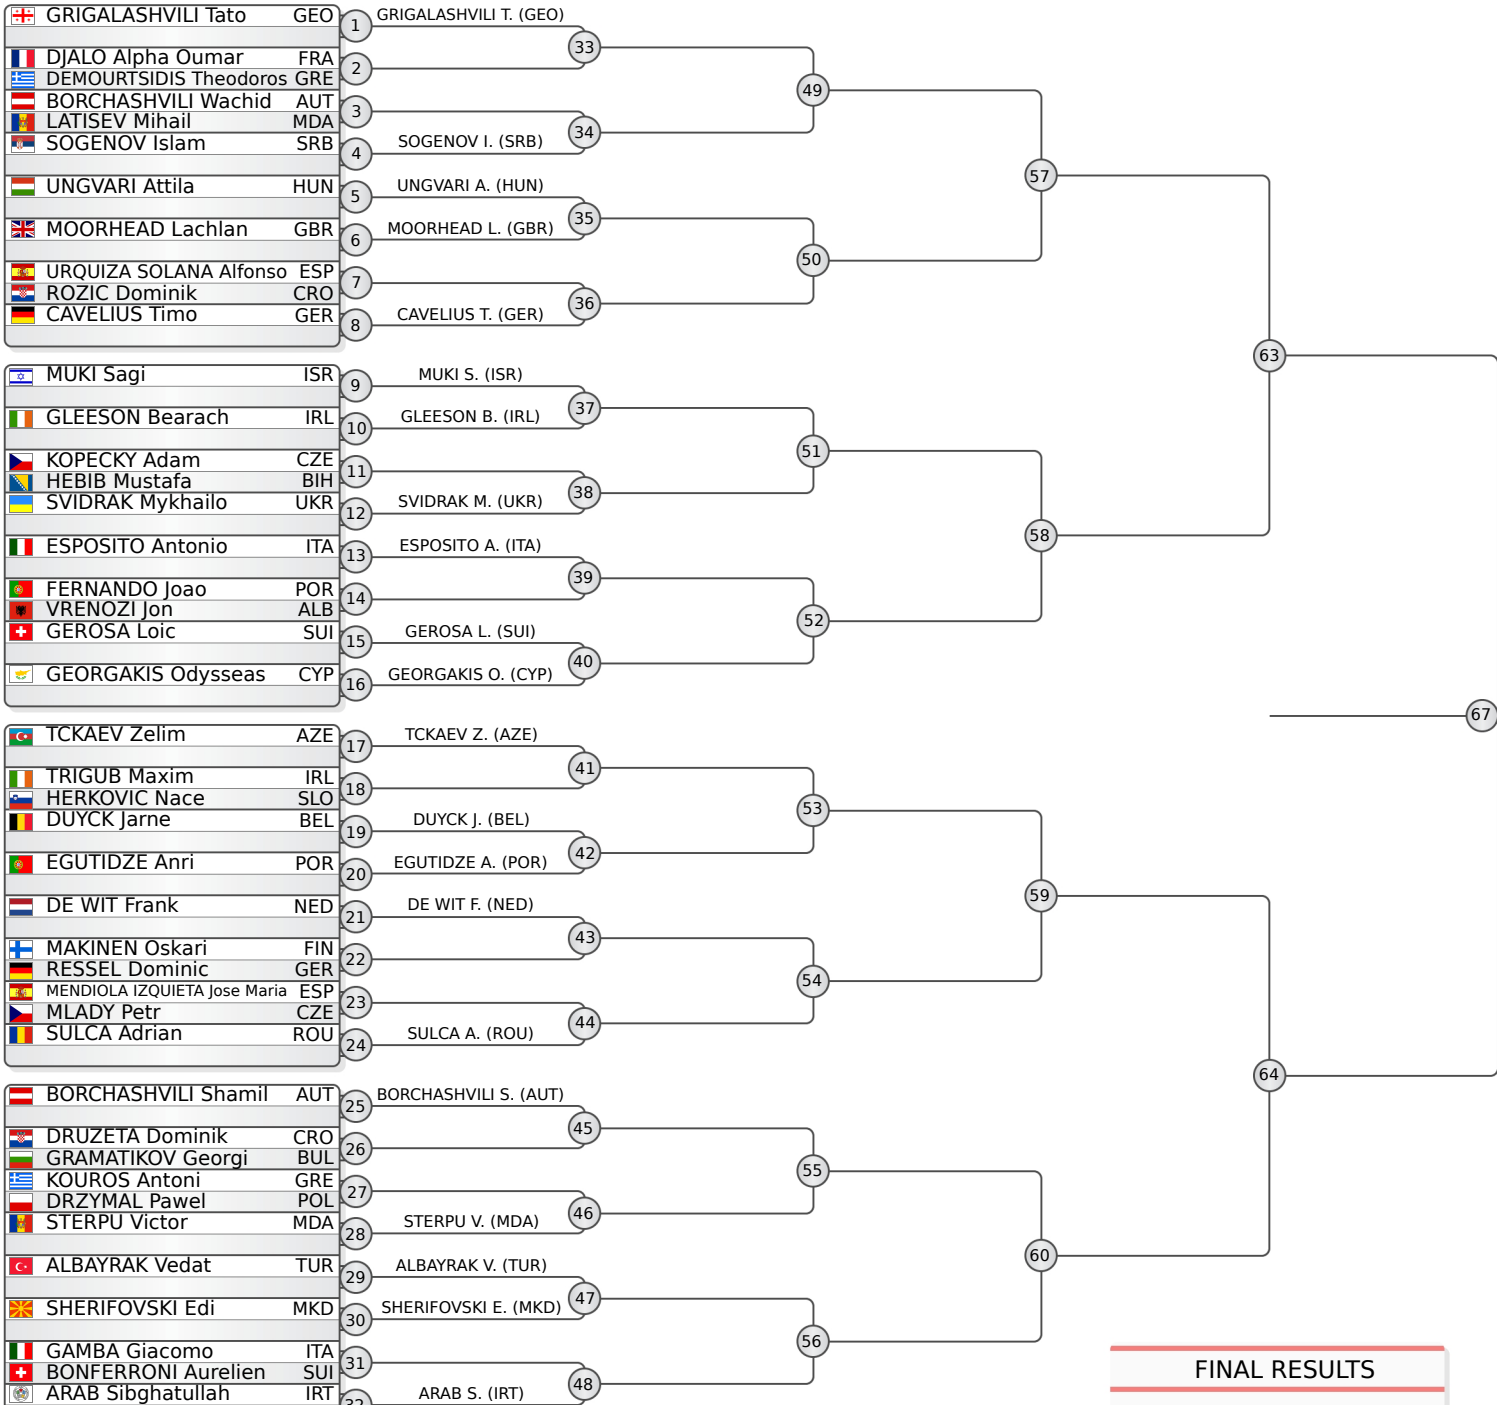 GRIGALASHVILI Tato GEO
1
GRIGALASHVILI T. (GEO)
33
DJALO Alpha Oumar FRA
2
DEMOURTSIDIS Theodoros GRE
49
BORCHASHVILI Wachid AUT
3
LATISEV Mihail MDA
34
SOGENOV Islam SRB
4
SOGENOV I. (SRB)
57
UNGVARI Attila HUN
5
UNGVARI A. (HUN)
35
MOORHEAD Lachlan GBR
6
MOORHEAD L. (GBR)
50
URQUIZA SOLANA Alfonso ESP
7
ROZIC Dominik CRO
36
CAVELIUS Timo GER
8
CAVELIUS T. (GER)
63
MUKI Sagi ISR
9
MUKI S. (ISR)
37
GLEESON Bearach IRL
10
GLEESON B. (IRL)
51
KOPECKY Adam CZE
11
HEBIB Mustafa BIH
38
SVIDRAK Mykhailo UKR
12
SVIDRAK M. (UKR)
58
ESPOSITO Antonio ITA
13
ESPOSITO A. (ITA)
39
FERNANDO Joao POR
14
VRENOZI Jon ALB
52
GEROSA Loic SUI
15
GEROSA L. (SUI)
40
GEORGAKIS Odysseas CYP
16
GEORGAKIS O. (CYP)
67
TCKAEV Zelim AZE
17
TCKAEV Z. (AZE)
41
TRIGUB Maxim IRL
18
HERKOVIC Nace SLO
53
DUYCK Jarne BEL
19
DUYCK J. (BEL)
42
EGUTIDZE Anri POR
20
EGUTIDZE A. (POR)
59
DE WIT Frank NED
21
DE WIT F. (NED)
43
MAKINEN Oskari FIN
22
RESSEL Dominic GER
54
MENDIOLA IZQUIETA Jose Maria ESP
23
MLADY Petr CZE
44
SULCA Adrian ROU
24
SULCA A. (ROU)
64
BORCHASHVILI Shamil AUT
25
BORCHASHVILI S. (AUT)
45
DRUZETA Dominik CRO
26
GRAMATIKOV Georgi BUL
55
KOUROS Antoni GRE
27
DRZYMAL Pawel POL
46
STERPU Victor MDA
28
STERPU V. (MDA)
60
ALBAYRAK Vedat TUR
29
ALBAYRAK V. (TUR)
47
SHERIFOVSKI Edi MKD
30
SHERIFOVSKI E. (MKD)
56
GAMBA Giacomo ITA
31
BONFERRONI Aurelien SUI
48
ARAB Sibghatullah IRT
32
ARAB S. (IRT)
FINAL RESULTS